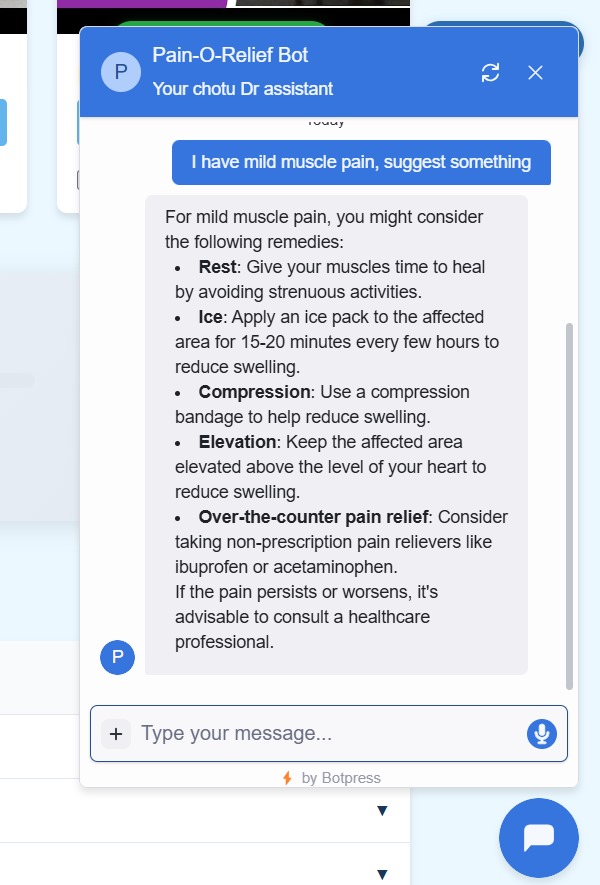 P
Pain-O-Relief Bot
Your chotu Dr assistant
Today
I have mild muscle pain, suggest something
For mild muscle pain, you might consider
the following remedies:
• Rest: Give your muscles time to heal
by avoiding strenuous activities.
• Ice: Apply an ice pack to the affected
area for 15-20 minutes every few hours to
reduce swelling.
• Compression: Use a compression
bandage to help reduce swelling.
• Elevation: Keep the affected area
elevated above the level of your heart to
reduce swelling.
• Over-the-counter pain relief: Consider
taking non-prescription pain relievers like
ibuprofen or acetaminophen.
If the pain persists or worsens, it's
advisable to consult a healthcare
professional.
P
+ Type your message...
by Botpress